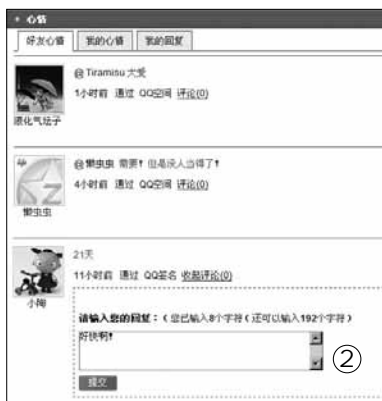 心情
好友心情 我的心情 我的回复
@Tiramisu 大爱
1小时前 通过 QQ空间 评论(0)
液化气坛子
@懒虫虫 需要! 但是没人当得了!
4小时前 通过 QQ空间 评论(0)
懒虫虫
21天
11小时前 通过 QQ签名 收起评论(0)
小陶
请输入您的回复：（您已输入8个字符(还可以输入192个字符)
好快啊!
②
提交